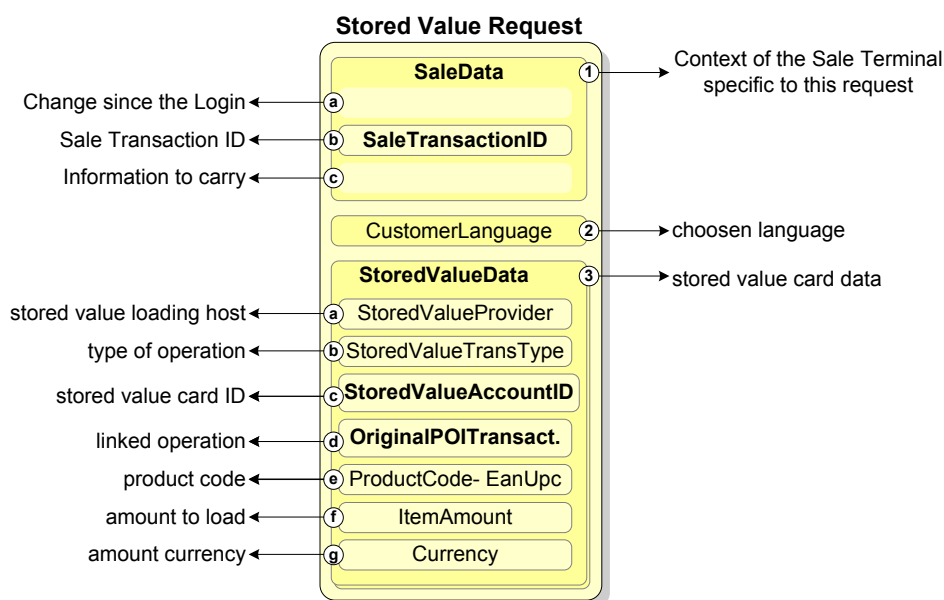 Stored Value Request
SaleData
1
Context of the Sale Terminal
specific to this request
Change since the Login
a
Sale Transaction ID
b
SaleTransactionID
Information to carry
c
CustomerLanguage
2
choosen language
StoredValueData
3
stored value card data
stored value loading host
a
StoredValueProvider
type of operation
b
StoredValueTransType
stored value card ID
c
StoredValueAccountID
linked operation
d
OriginalPOITransact.
product code
e
ProductCode- EanUpc
amount to load
f
ItemAmount
amount currency
g
Currency